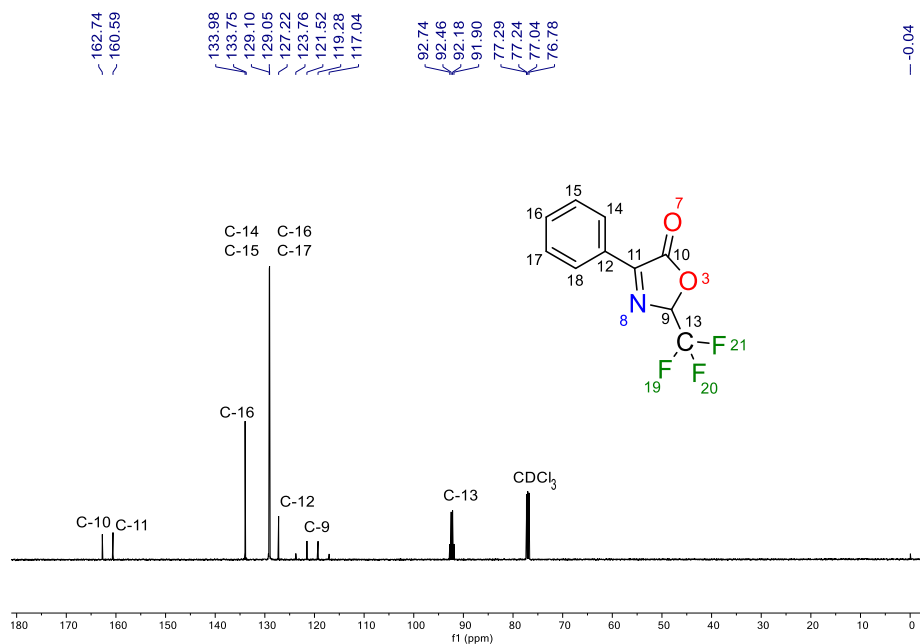 162.74
160.59
133.98
133.75
129.10
129.05
127.22
123.76
121.52
119.28
117.04
92.74
92.46
92.18
91.90
77.29
77.24
77.04
76.78
-0.04
15
14
7
16
O
17
12
11
10
18
O 3
N
8
9
13
C
F 21
F
19
F
20
C-14 C-16
C-15 C-17
C-16
C-12
C-9
C-10
C-11
C-13
CDCl3
180 170 160 150 140 130 120 110 100 90 80 70 60 50 40 30 20 10 0
f1 (ppm)